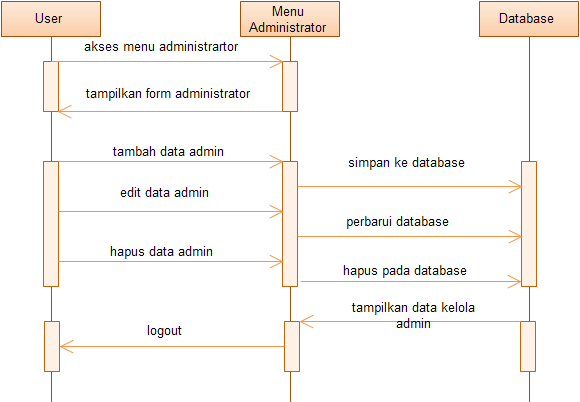 User
Menu
Administrator
Database
akses menu administrartor
tampilkan form administrator
tambah data admin
simpan ke database
edit data admin
perbarui database
hapus data admin
hapus pada database
tampilkan data kelola
admin
logout